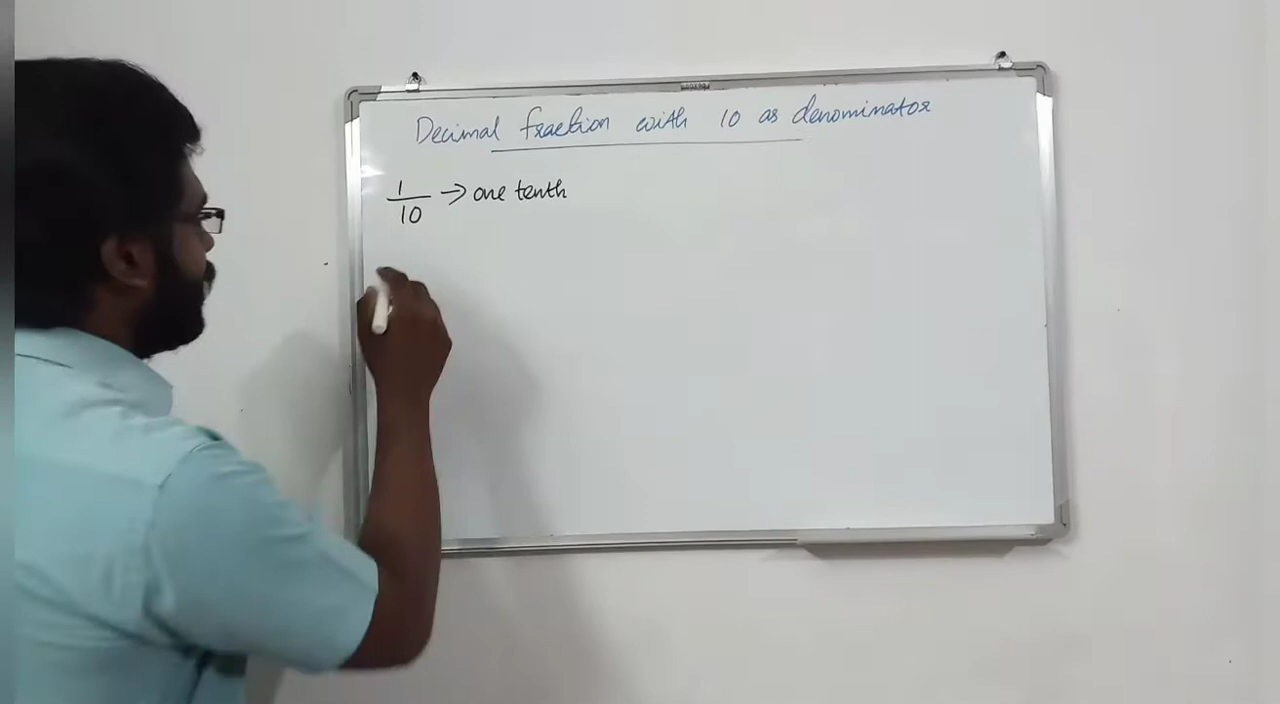 Decimal fraction with 10 as denominator
1/10 → one tenth